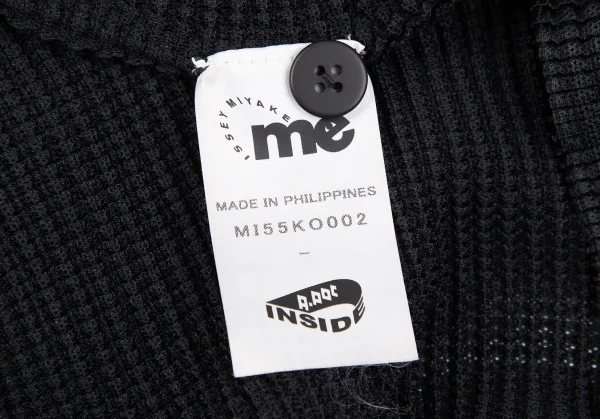 ISSEY MIYAKE
me
MADE IN PHILIPPINES
MI55KO002
—
A-POC
INSIDE